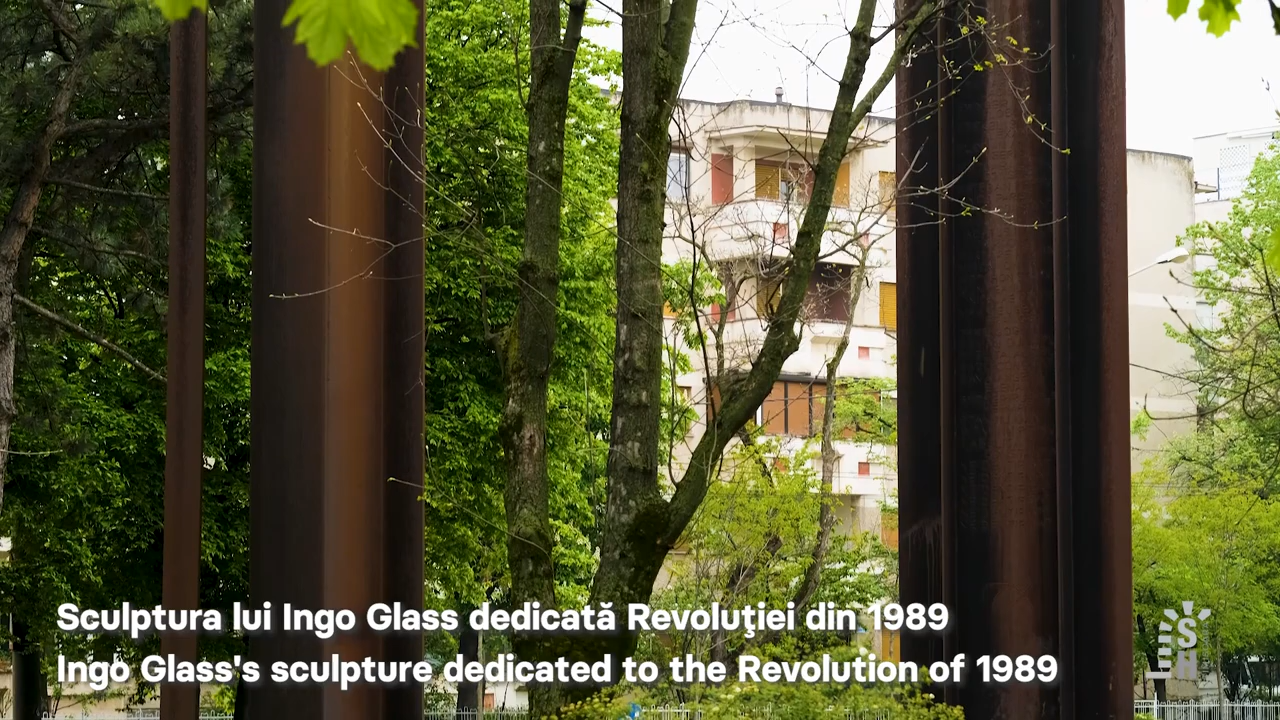 Sculptura lui Ingo Glass dedicată Revoluţiei din 1989
Ingo Glass's sculpture dedicated to the Revolution of 1989